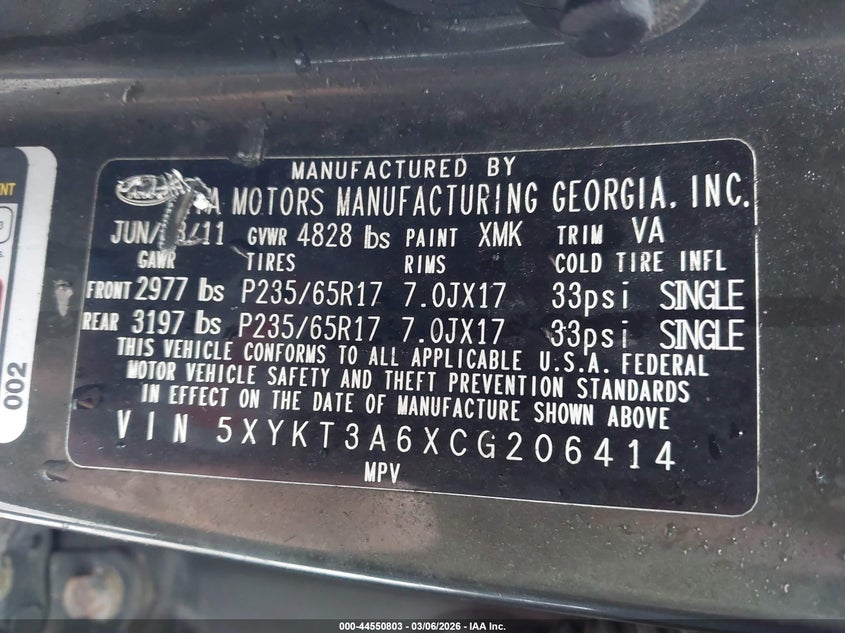 MANUFACTURED BY
MOTORS MANUFACTURING GEORGIA, INC.
GVWR 4828 lbs PAINT XMK TRIM VA
GAWR TIRES RIMS COLD TIRE INFL
FRONT 2977 lbs P235/65R17 7.0JX17 33psi SINGLE
REAR 3197 lbs P235/65R17 7.0JX17 33psi SINGLE
THIS VEHICLE CONFORMS TO ALL APPLICABLE U.S.A. FEDERAL
MOTOR VEHICLE SAFETY AND THEFT PREVENTION STANDARDS
IN EFFECT ON THE DATE OF MANUFACTURE SHOWN ABOVE
VIN 5XYKT3A6XCG206414
MPV
002
000-44550803 | 03/06/2026 – IAA Inc.